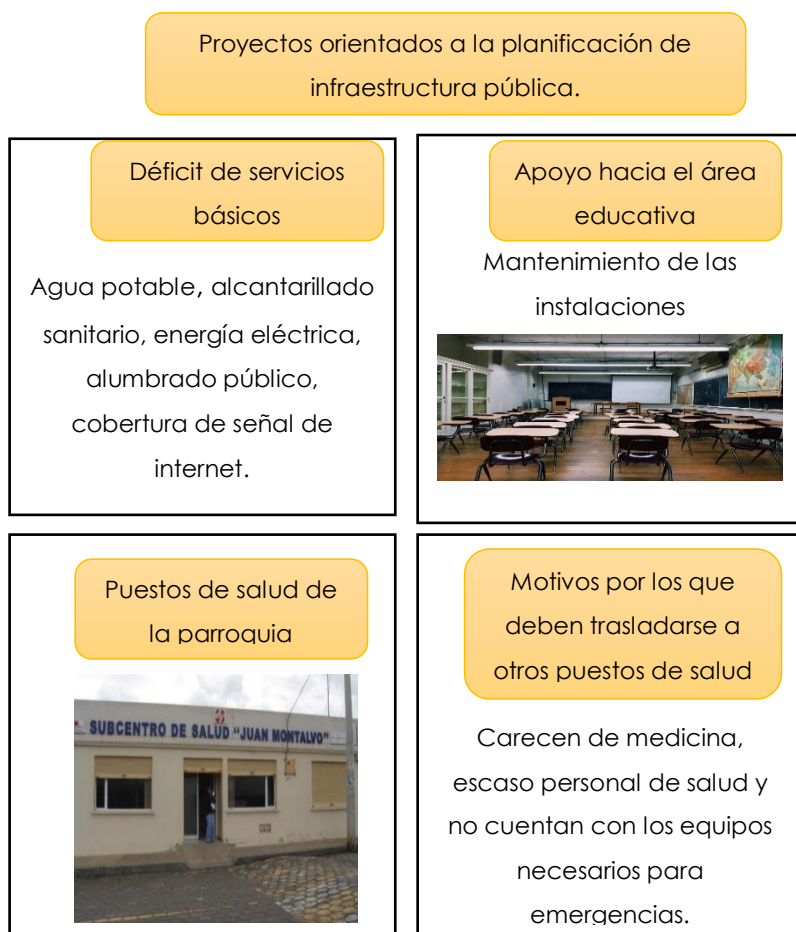 Proyectos orientados a la planificación de
infraestructura pública.
Déficit de servicios
básicos
Agua potable, alcantarillado
sanitario, energía eléctrica,
alumbrado público,
cobertura de señal de
internet.
Apoyo hacia el área
educativa
Mantenimiento de las
instalaciones
Puestos de salud de
la parroquia
SUBCENTRO DE SALUD "JUAN MONTALVO"
Motivos por los que
deben trasladarse a
otros puestos de salud
Carecen de medicina,
escaso personal de salud y
no cuentan con los equipos
necesarios para
emergencias.